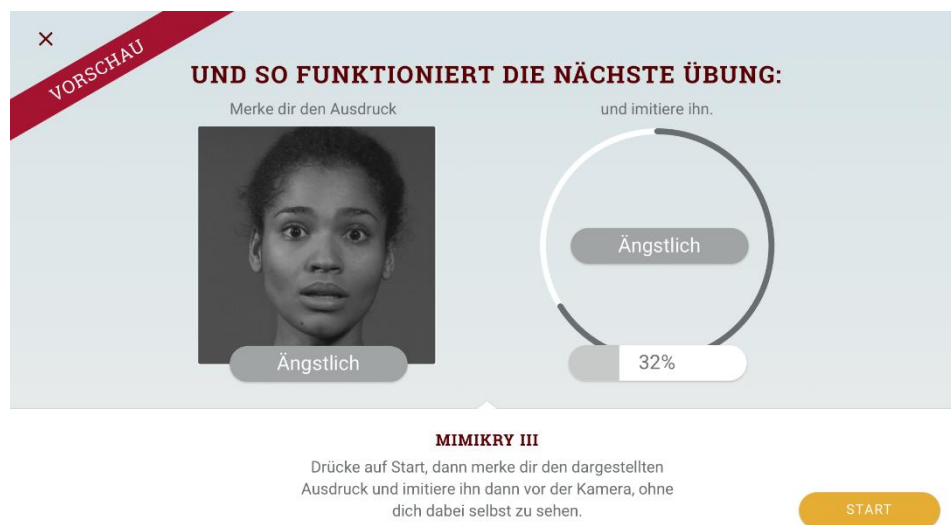 VORSCHAU
UND SO FUNKTIONIERT DIE NÄCHSTE ÜBUNG:
Merke dir den Ausdruck
und imitiere ihn.
Ängstlich
Ängstlich
32%
MIMIKRY III
Drücke auf Start, dann merke dir den dargestellten
Ausdruck und imitiere ihn dann vor der Kamera, ohne
dich dabei selbst zu sehen.
START